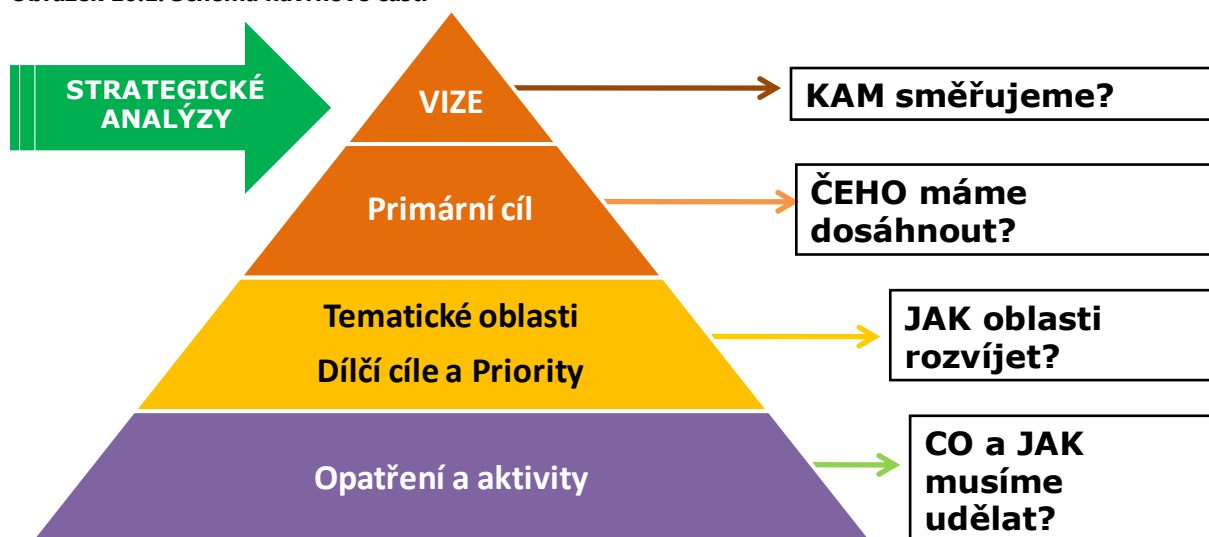 STRATEGICKÉ
ANALÝZY
VIZE
KAM směřujeme?
Primární cíl
ČEHO máme
dosáhnout?
Tematické oblasti
Dílčí cíle a Priority
JAK oblasti
rozvíjet?
Opatření a aktivity
CO a JAK
musíme
udělat?